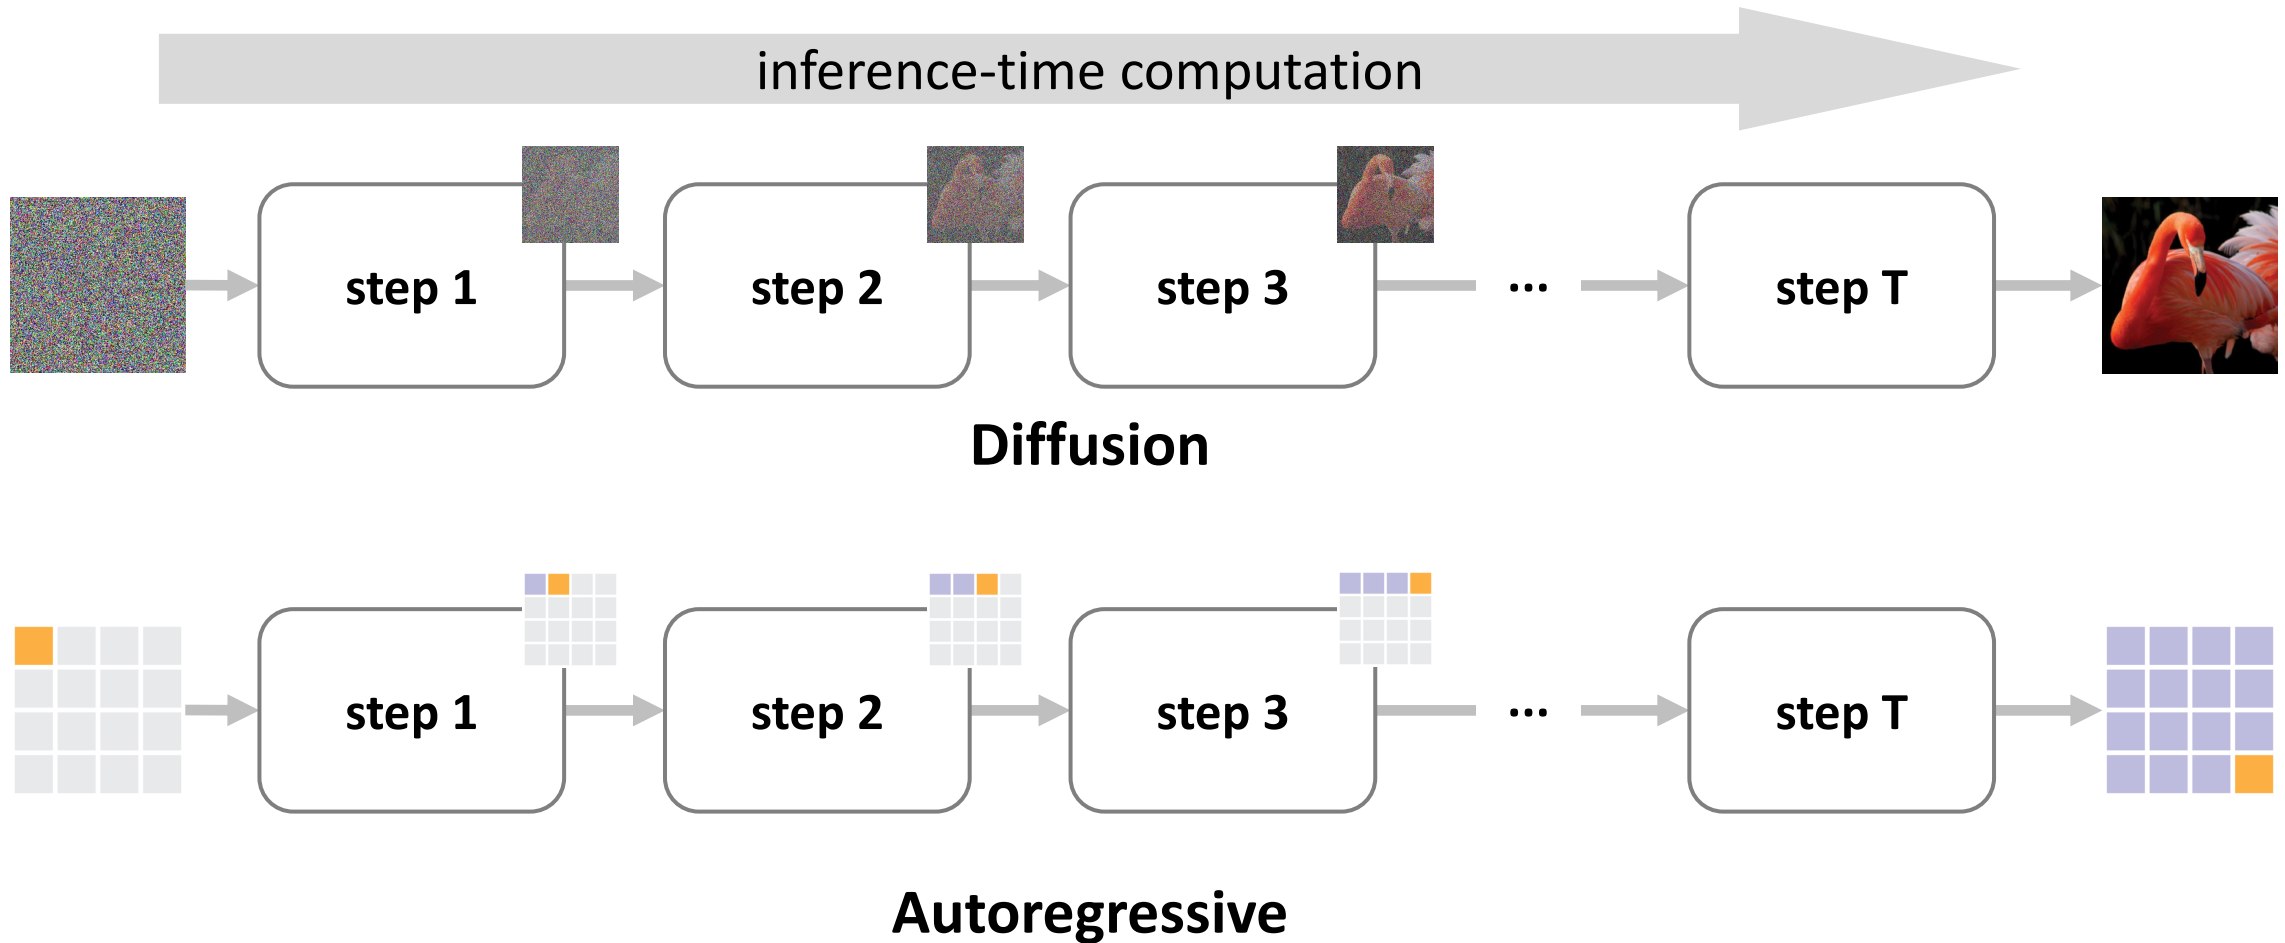 inference-time computation
step 1
step 2
step 3
...
step T
Diffusion
step 1
step 2
step 3
...
step T
Autoregressive